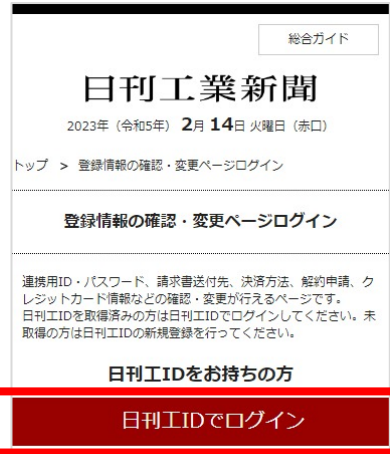 総合ガイド
日刊工業新聞
2023年（令和5年） 2月 14日 火曜日（赤口）
トップ > 登録情報の確認・変更ページログイン
登録情報の確認・変更ページログイン
連携用ID・パスワード、請求書送付先、決済方法、解約申請、ク
レジットカード情報などの確認・変更が行えるページです。
日刊工IDを取得済みの方は日刊工IDでログインしてください。未
取得の方は日刊工IDの新規登録を行ってください。
日刊工IDをお持ちの方
日刊工IDでログイン